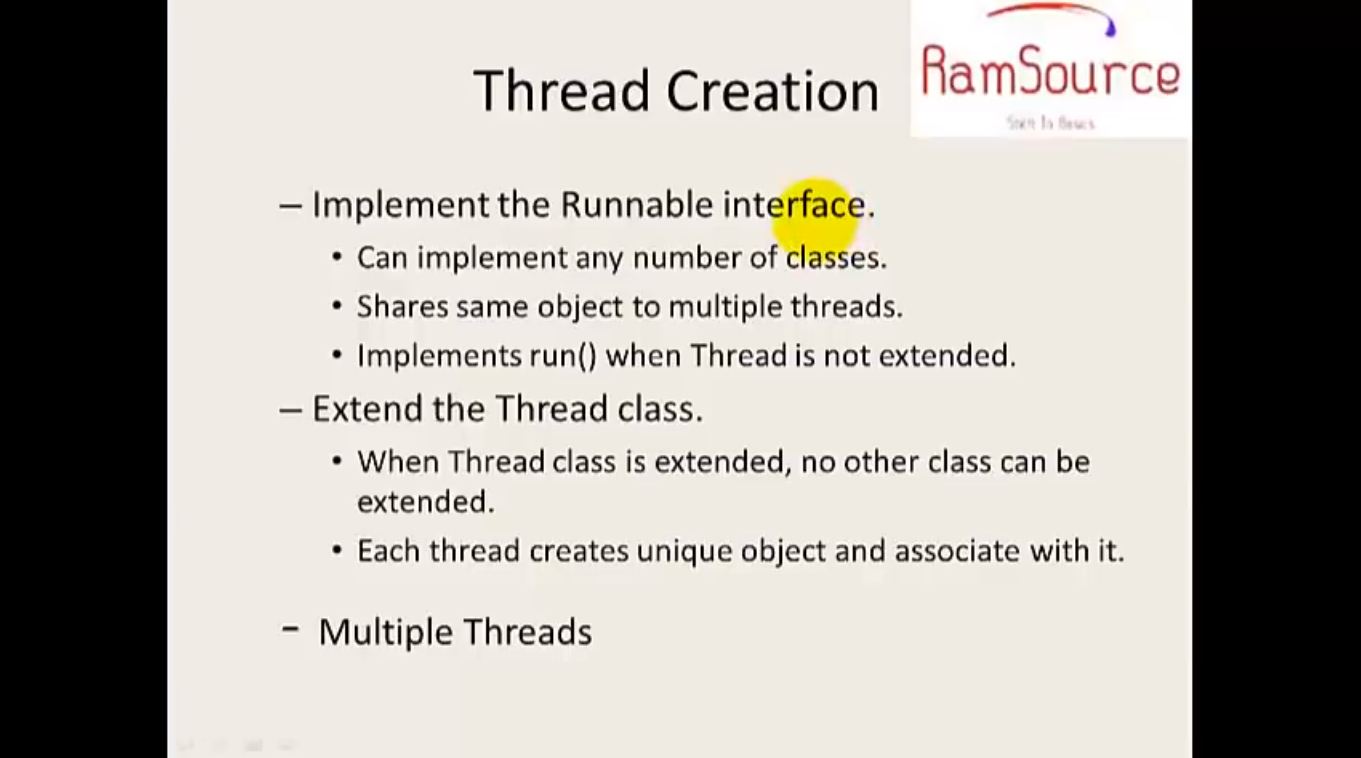 Thread Creation
RamSource
– Implement the Runnable interface.
• Can implement any number of classes.
• Shares same object to multiple threads.
• Implements run() when Thread is not extended.
– Extend the Thread class.
• When Thread class is extended, no other class can be
extended.
• Each thread creates unique object and associate with it.
– Multiple Threads